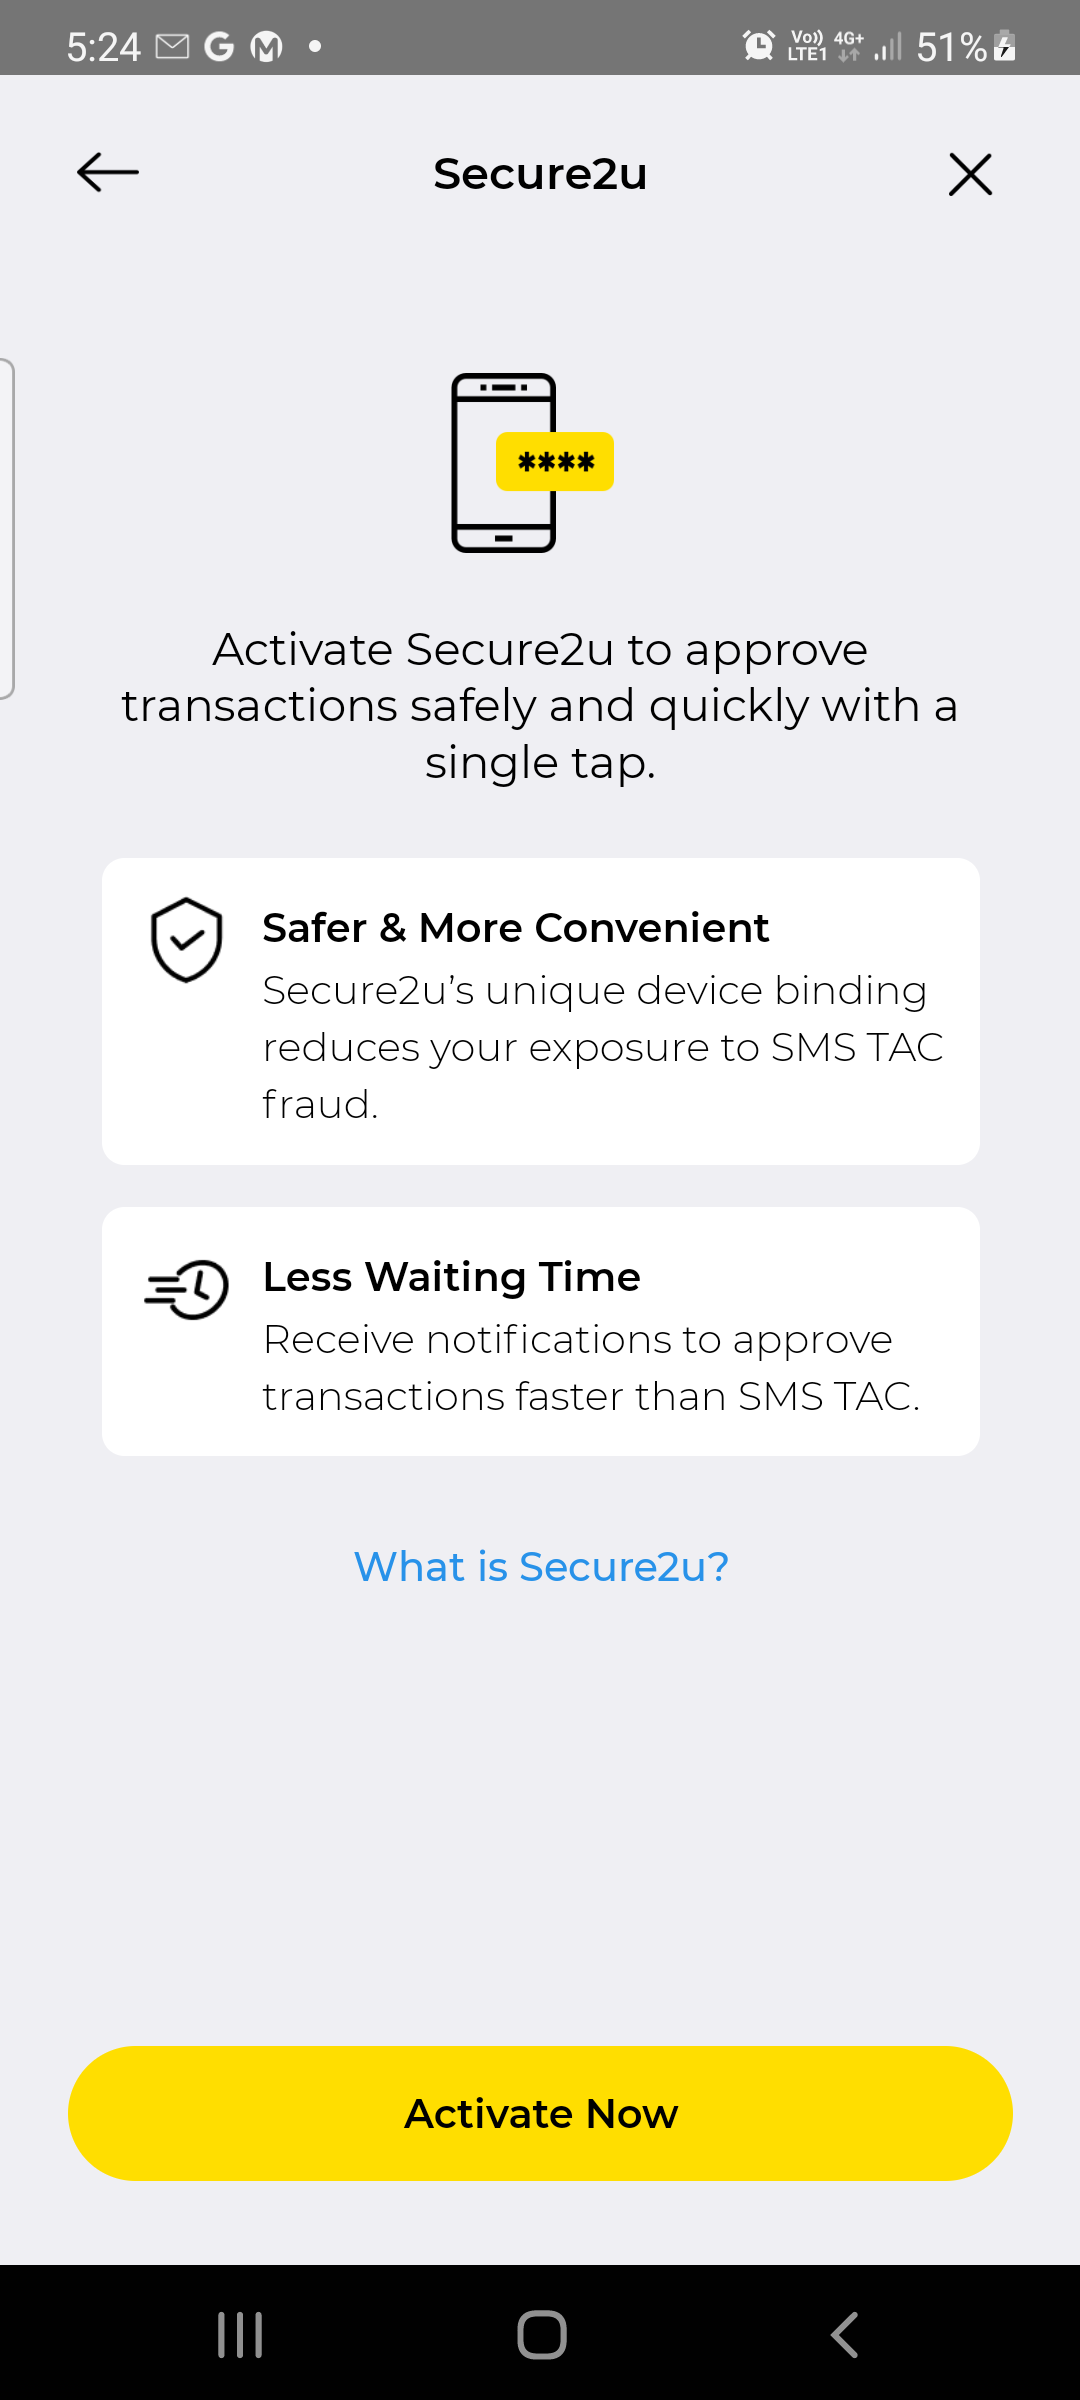 5:24
Vo)) LTE1 4G+ 51%
Secure2u
****
Activate Secure2u to approve
transactions safely and quickly with a
single tap.
Safer & More Convenient
Secure2u’s unique device binding
reduces your exposure to SMS TAC
fraud.
Less Waiting Time
Receive notifications to approve
transactions faster than SMS TAC.
What is Secure2u?
Activate Now